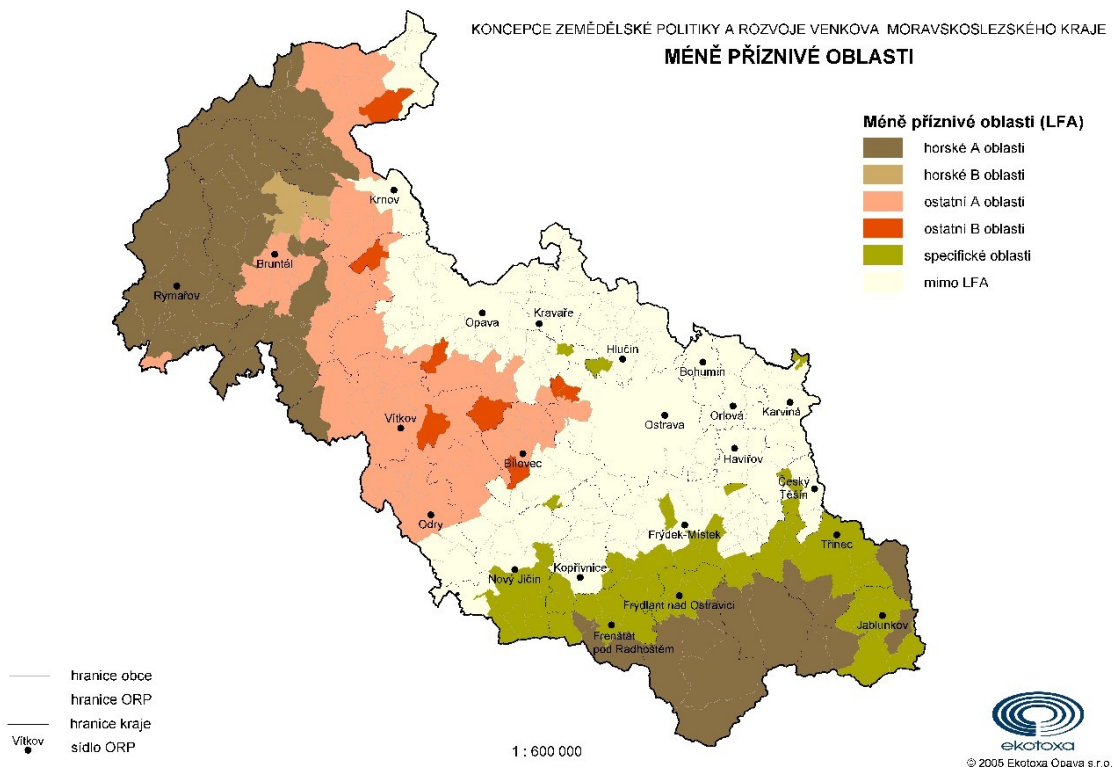 KONCEPCE ZEMĚDĚLSKÉ POLITIKY A ROZVOJE VENKOVA MORAVSKOSLEZSKÉHO KRAJE
MÉNĚ PŘÍZNIVÉ OBLASTI
Méně příznivé oblasti (LFA)
horské A oblasti
horské B oblasti
ostatní A oblasti
ostatní B oblasti
specifické oblasti
mimo LFA
Krnov
Bruntál
Rýmařov
Opava
Kravaře
Hlučín
Bohumín
Orlová
Karviná
Ostrava
Vítkov
Havířov
Bílovec
Český
Těšín
Odry
Frýdek-Místek
Třinec
Nový Jičín
Kopřivnice
Frýdlant nad Ostravicí
Jablunkov
Frenštát
pod Radhoštěm
hranice obce
hranice ORP
hranice kraje
Vítkov
sídlo ORP
1 : 600 000
ekotoxa
© 2005 Ekotoxa Opava s.r.o.